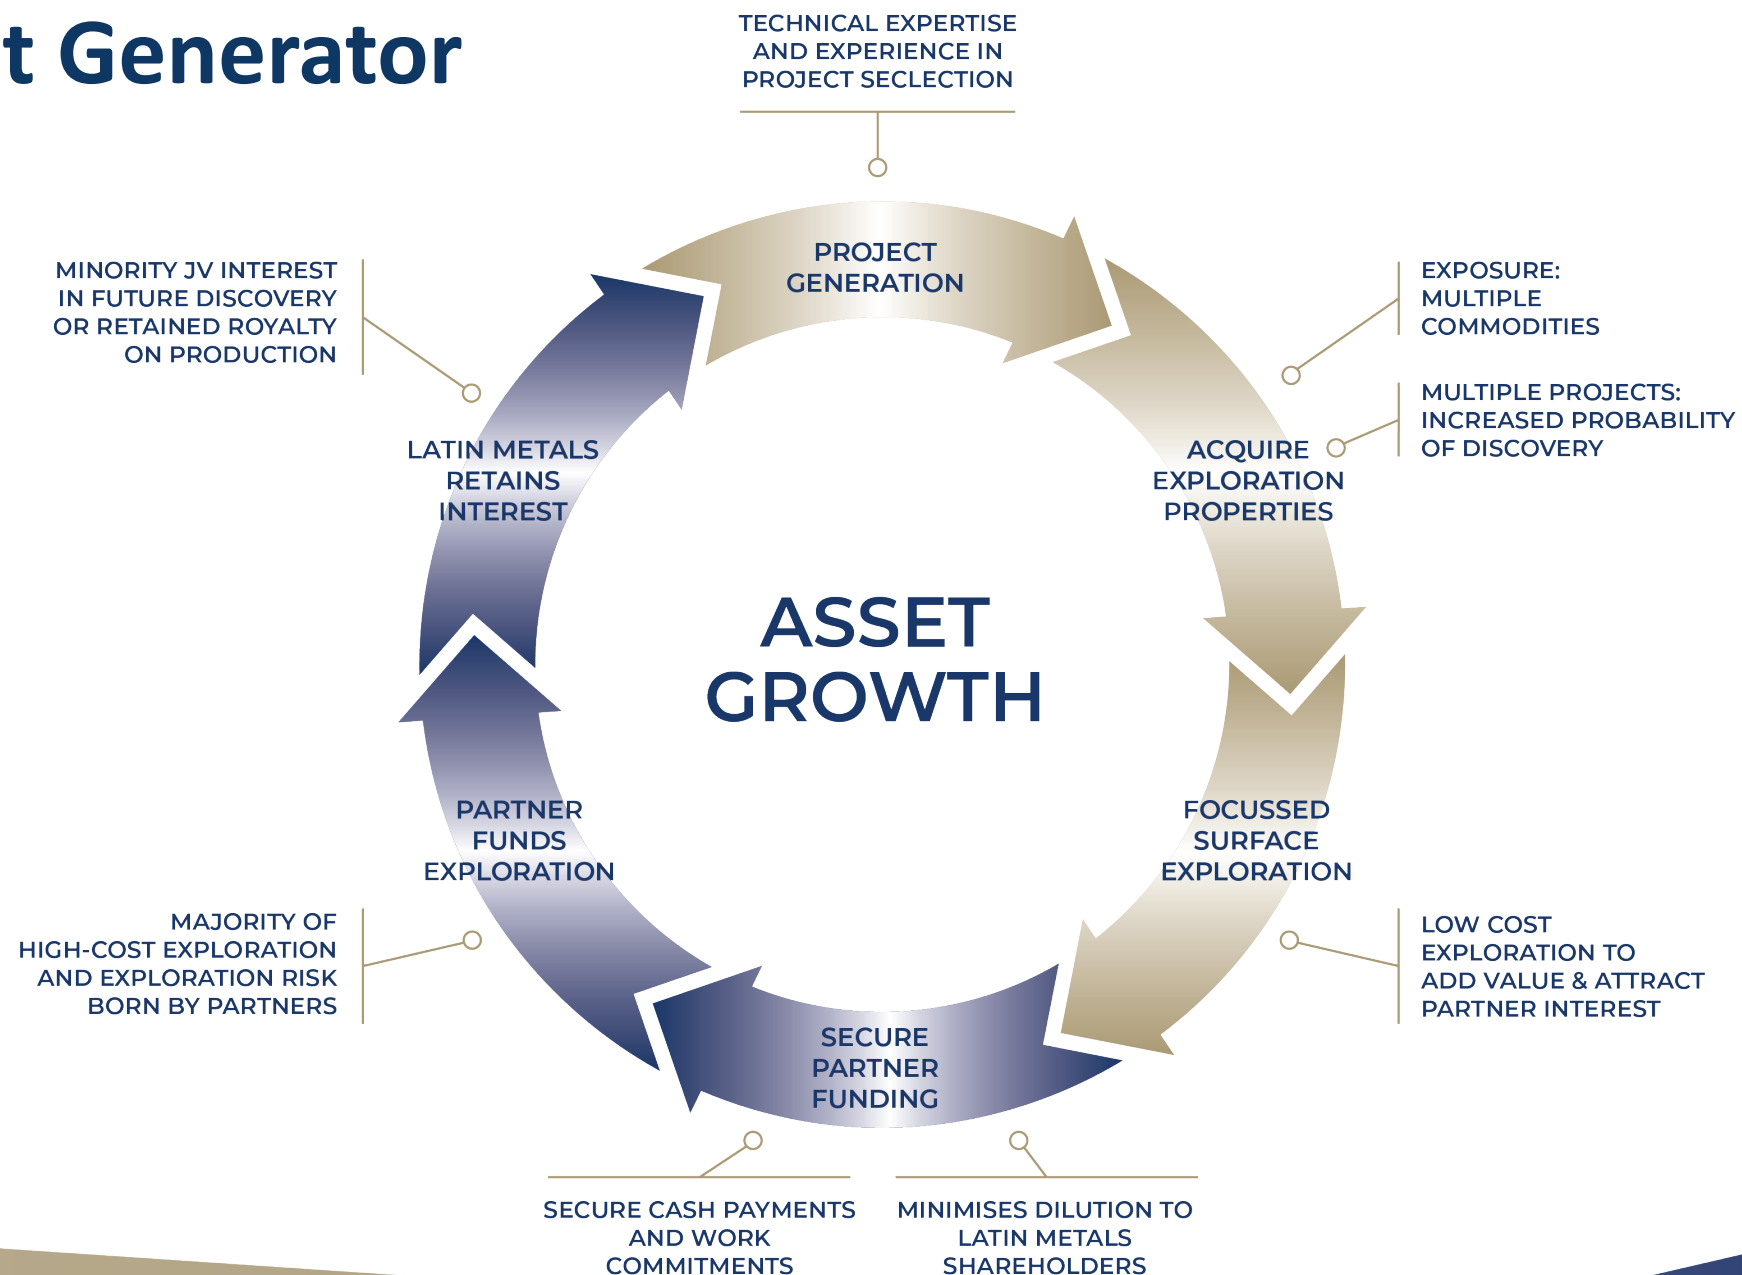 t Generator
TECHNICAL EXPERTISE
AND EXPERIENCE IN
PROJECT SECLECTION
PROJECT
GENERATION
EXPOSURE:
MULTIPLE
COMMODITIES
MULTIPLE PROJECTS:
INCREASED PROBABILITY
OF DISCOVERY
ACQUIRE
EXPLORATION
PROPERTIES
FOCUSSED
SURFACE
EXPLORATION
LOW COST
EXPLORATION TO
ADD VALUE & ATTRACT
PARTNER INTEREST
SECURE
PARTNER
FUNDING
MINIMISES DILUTION TO
LATIN METALS
SHAREHOLDERS
SECURE CASH PAYMENTS
AND WORK
COMMITMENTS
PARTNER
FUNDS
EXPLORATION
MAJORITY OF
HIGH-COST EXPLORATION
AND EXPLORATION RISK
BORN BY PARTNERS
LATIN METALS
RETAINS
INTEREST
MINORITY JV INTEREST
IN FUTURE DISCOVERY
OR RETAINED ROYALTY
ON PRODUCTION
ASSET
GROWTH